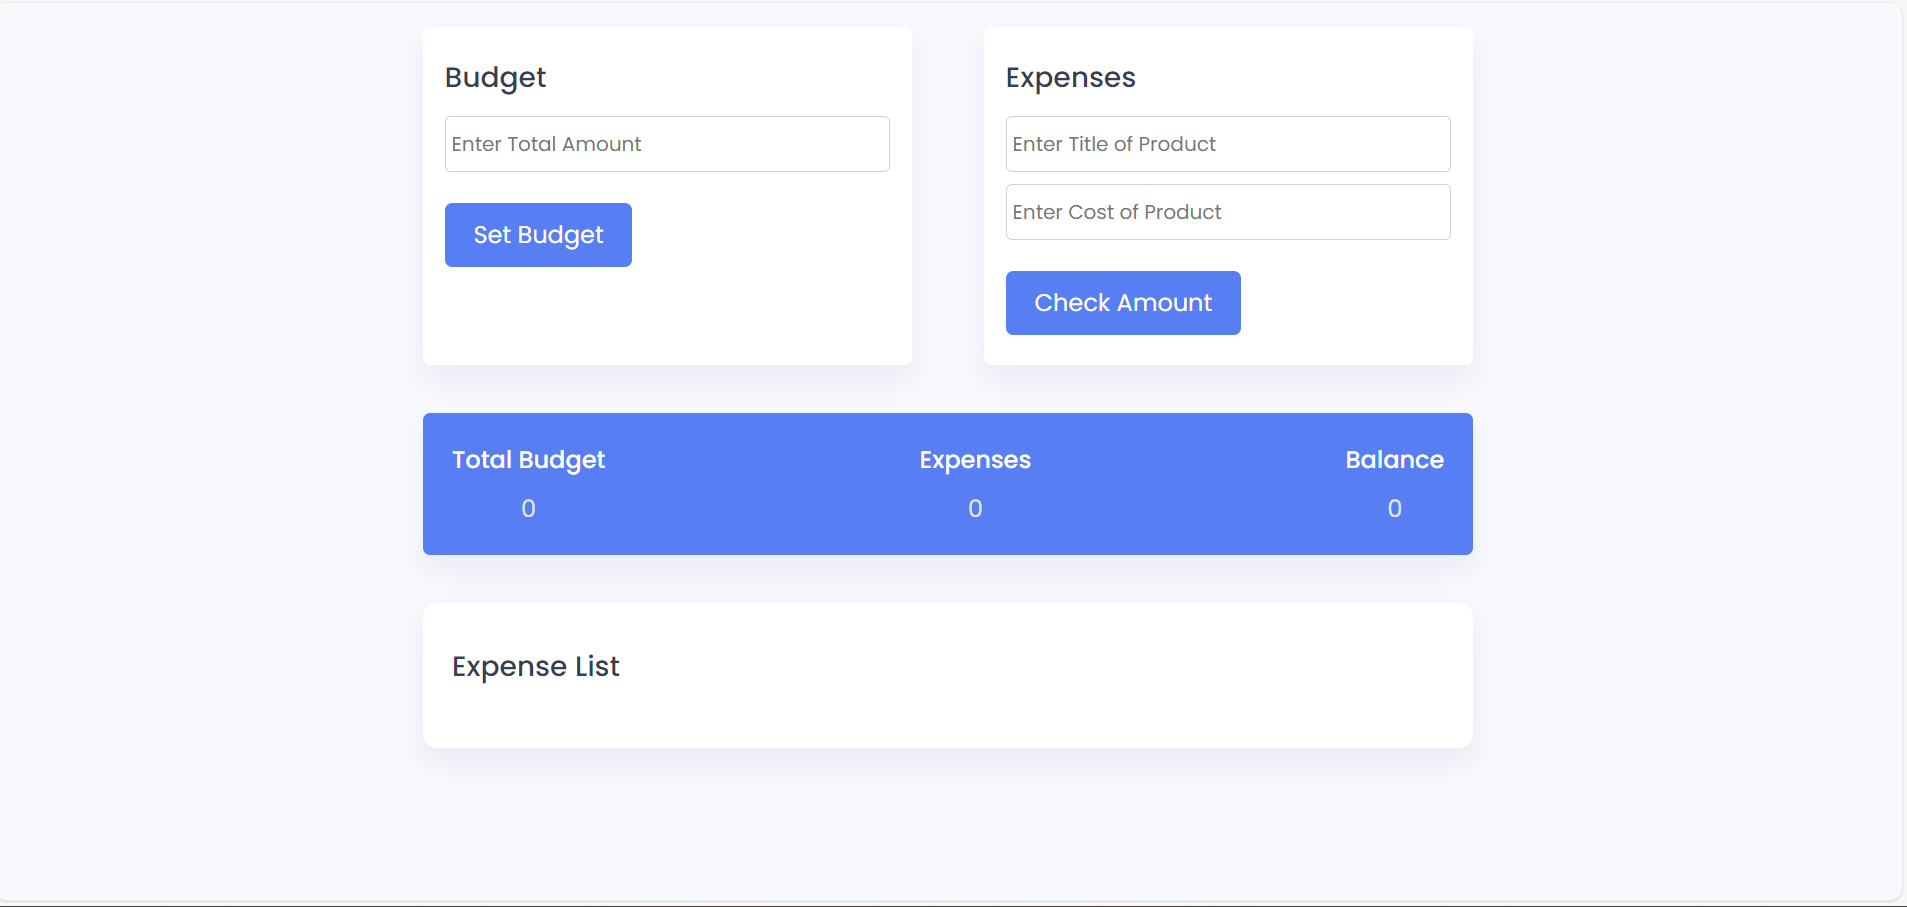 Budget
Enter Total Amount
Set Budget
Expenses
Enter Title of Product
Enter Cost of Product
Check Amount
Total Budget
0
Expenses
0
Balance
0
Expense List